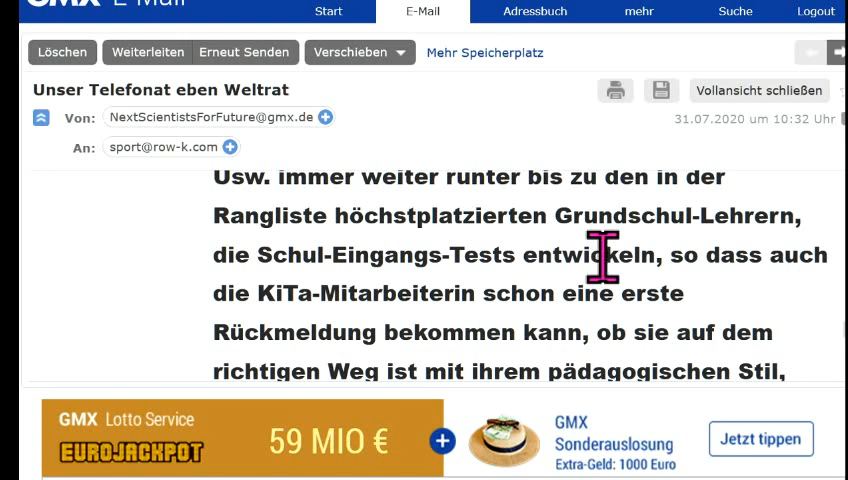 GMX E-Mail
Start E-Mail Adressbuch mehr Suche Logout
Löschen Weiterleiten Erneut Senden Verschieben Mehr Speicherplatz
Unser Telefonat eben Weltrat
Vollansicht schließen
Von: NextScientistsForFuture@gmx.de
31.07.2020 um 10:32 Uhr
An: sport@row-k.com
Usw. immer weiter runter bis zu den in der
Rangliste höchstplatzierten Grundschul-Lehrern,
die Schul-Eingangs-Tests entwickeln, so dass auch
die KiTa-Mitarbeiterin schon eine erste
Rückmeldung bekommen kann, ob sie auf dem
richtigen Weg ist mit ihrem pädagogischen Stil,
GMX Lotto Service
EUROJACKPOT
59 MIO €
GMX
Sonderauslosung
Extra-Geld: 1000 Euro
Jetzt tippen